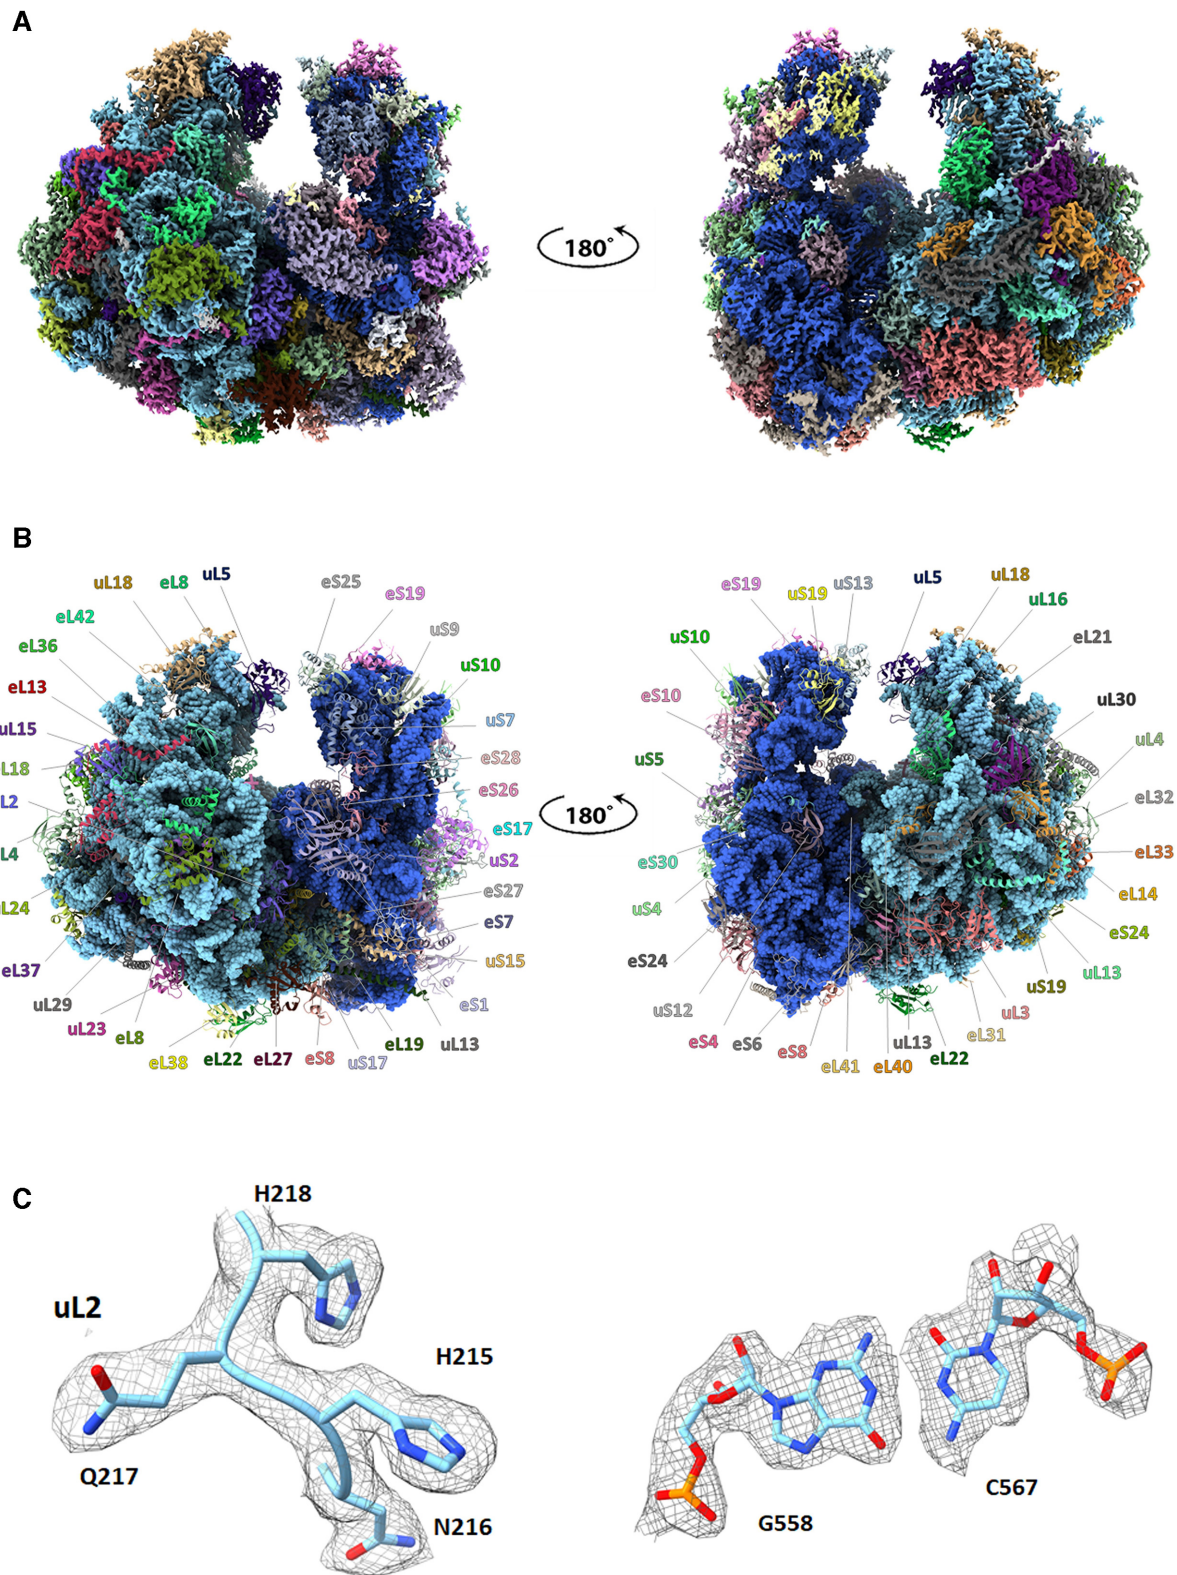 A
180°
B
uL18
eL8
uL5
eS25
eS19
eL42
uS9
eL36
uS10
eL13
uS7
uL15
eS28
L18
eS26
L2
eS17
L4
uS2
eS27
L24
eS7
eL37
uS15
uL29
eS1
uL23
eL8
eL38
eL22
eL27
eS8
uS17
eL19
uL13
180°
eS19
uS19
uS13
uL5
uL18
uL16
uS10
eL21
eS10
uL30
uS5
uL4
eL32
eS30
eL33
uS4
eL14
eS24
eS24
uL13
uS12
uS19
eS4
uL3
eS6
eS8
eL41
eL40
uL13
eL22
eL31
C
H218
uL2
H215
Q217
N216
G558
C567